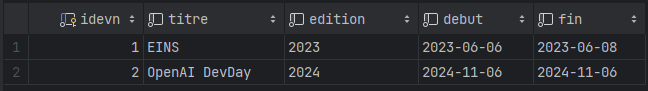 idevn titre edition debut fin
1 1 EINS 2023 2023-06-06 2023-06-08
2 2 OpenAI DevDay 2024 2024-11-06 2024-11-06